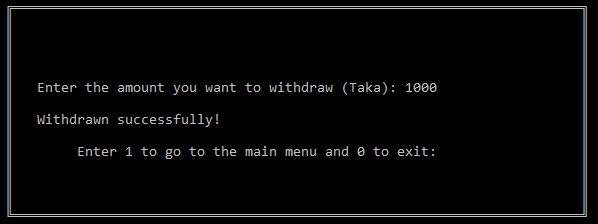 Enter the amount you want to withdraw (Taka): 1000
Withdrawn successfully!
Enter 1 to go to the main menu and 0 to exit: